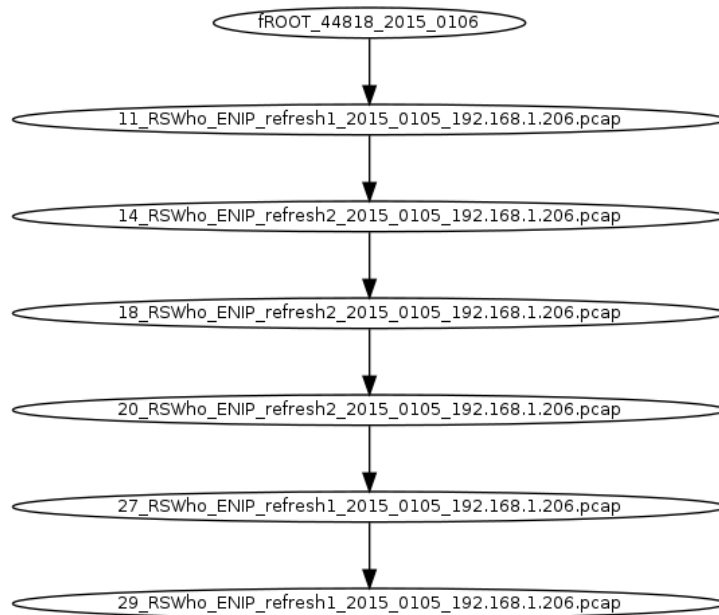 fROOT_44818_2015_0106
11_RSWho_ENIP_refresh1_2015_0105_192.168.1.206.pcap
14_RSWho_ENIP_refresh2_2015_0105_192.168.1.206.pcap
18_RSWho_ENIP_refresh2_2015_0105_192.168.1.206.pcap
20_RSWho_ENIP_refresh2_2015_0105_192.168.1.206.pcap
27_RSWho_ENIP_refresh1_2015_0105_192.168.1.206.pcap
29_RSWho_ENIP_refresh1_2015_0105_192.168.1.206.pcap